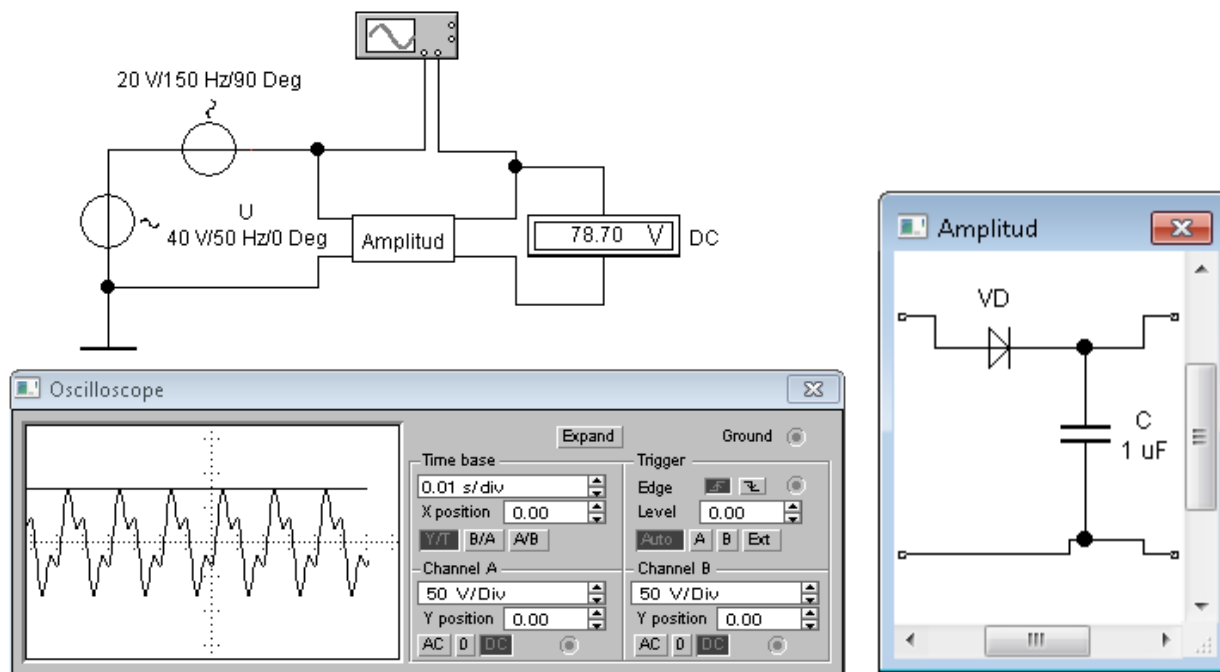 20 V/150 Hz/90 Deg
U
40 V/50 Hz/0 Deg
Amplitud
78.70 V
DC
Oscilloscope
Expand
Ground
Time base
0.01 s/div
X position 0.00
Y/T B/A A/B
Trigger
Edge
Level 0.00
Auto A B Ext
Channel A
50 V/Div
Y position 0.00
AC 0 DC
Channel B
50 V/Div
Y position 0.00
AC 0 DC
Amplitud
VD
C
1 uF